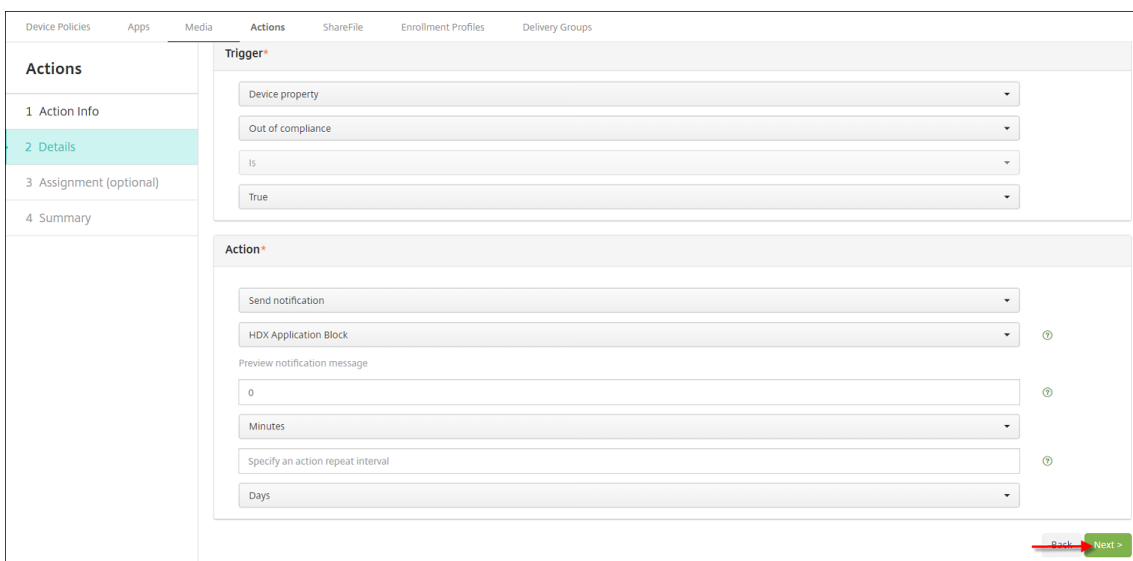 Device Policies Apps Media Actions ShareFile Enrollment Profiles Delivery Groups
Actions
1 Action Info
2 Details
3 Assignment (optional)
4 Summary
Trigger*
Device property
Out of compliance
Is
True
Action*
Send notification
HDX Application Block
Preview notification message
0
Minutes
Specify an action repeat interval
Days
Back Next >